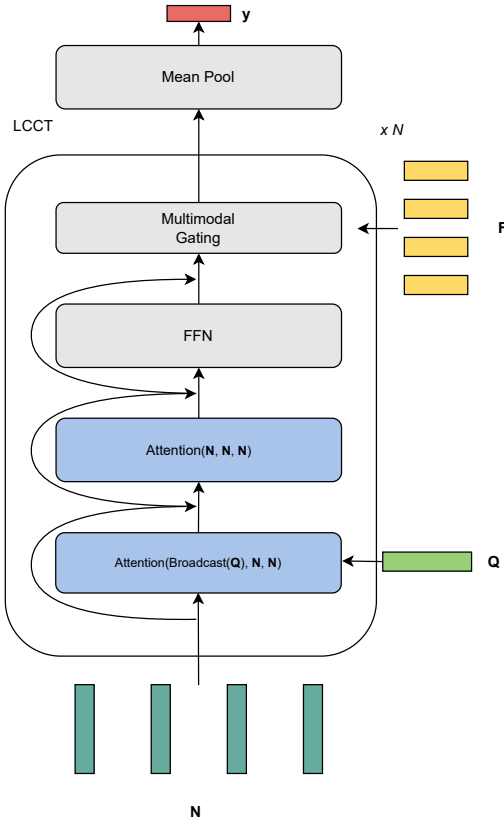 y
Mean Pool
LCCT
x N
Multimodal
Gating
F
FFN
Attention(N, N, N)
Attention(Broadcast(Q), N, N)
Q
N